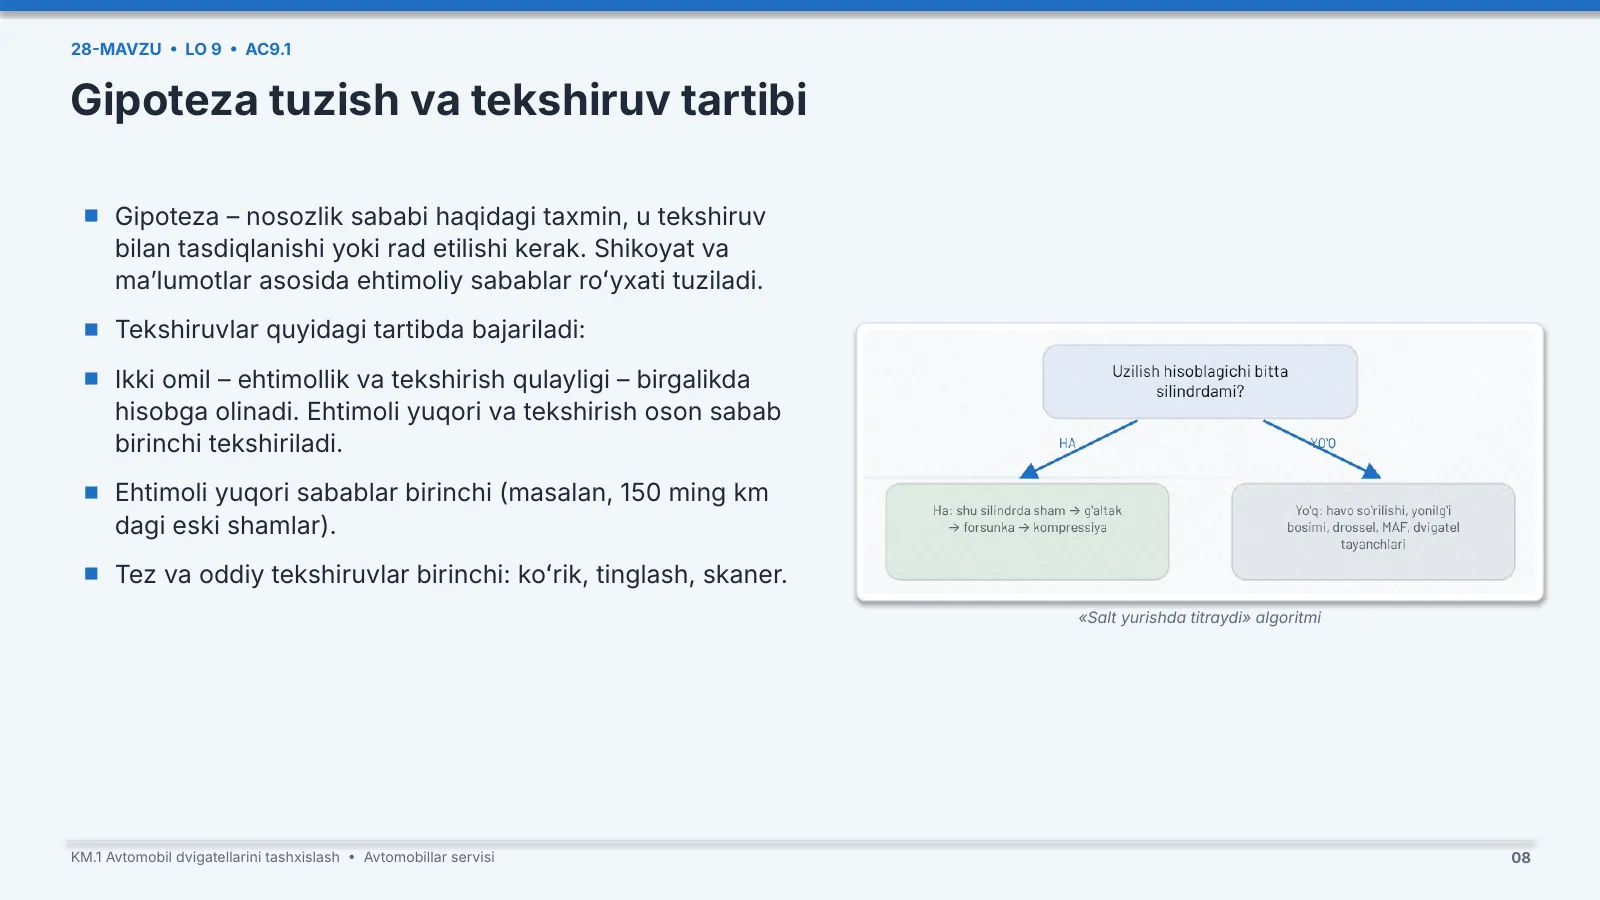 28-MAVZU • LO 9 • AC9.1
Gipoteza tuzish va tekshiruv tartibi
Gipoteza – nosozlik sababi haqidagi taxmin, u tekshiruv
bilan tasdiqlanishi yoki rad etilishi kerak. Shikoyat va
ma’lumotlar asosida ehtimoliy sabablar roʻyxati tuziladi.
Tekshiruvlar quyidagi tartibda bajariladi:
Ikki omil – ehtimollik va tekshirish qulayligi – birgalikda
hisobga olinadi. Ehtimoli yuqori va tekshirish oson sabab
birinchi tekshiriladi.
Ehtimoli yuqori sabablar birinchi (masalan, 150 ming km
dagi eski shamlar).
Tez va oddiy tekshiruvlar birinchi: koʻrik, tinglash, skaner.
Uzilish hisoblagichi bitta
silindrdami?
HA
YO'Q
Ha: shu silindrda sham → g'altak
→ forsunka → kompressiya
Yo'q: havo so'rilishi, yonilg'i
bosimi, drossel, MAF, dvigatel
tayanchlari
«Salt yurishda titraydi» algoritmi
KM.1 Avtomobil dvigatellarini tashxislash • Avtomobillar servisi
08